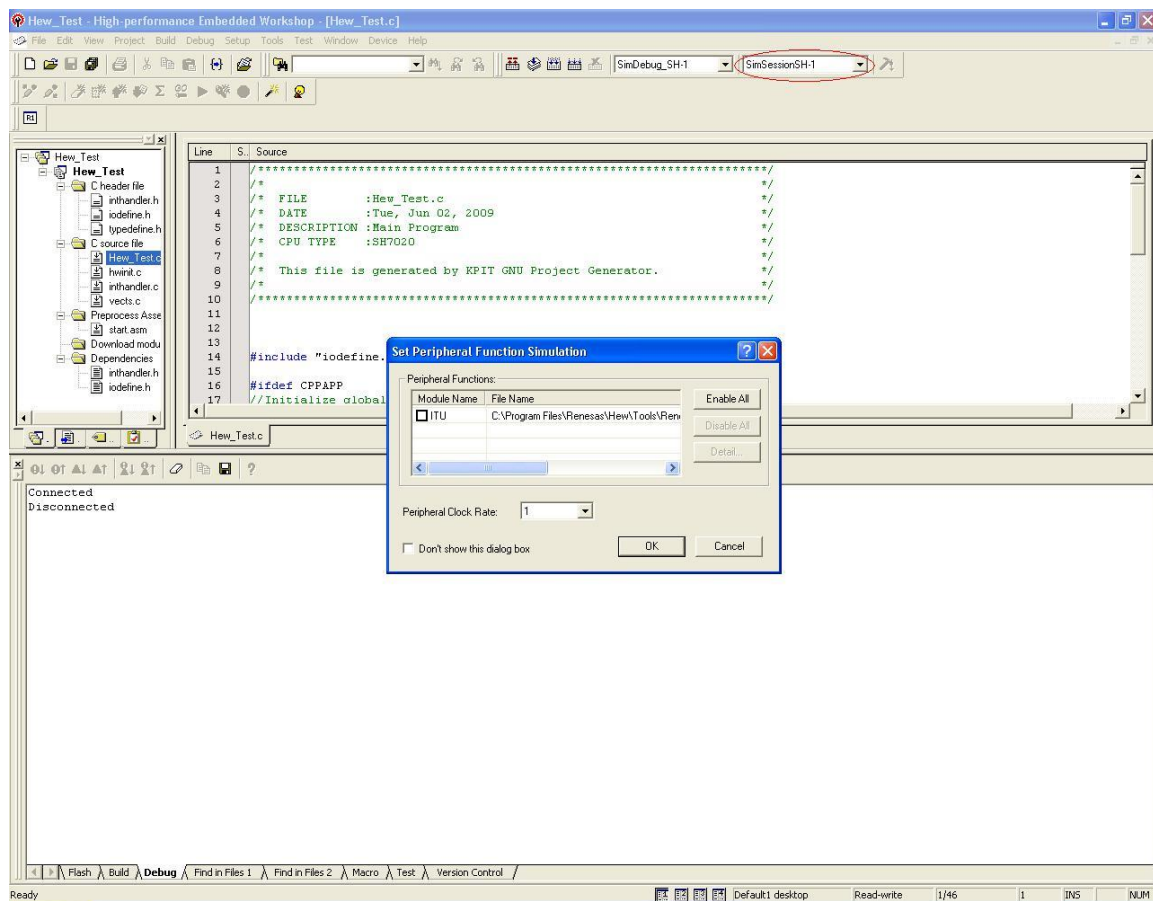 Hew_Test - High-performance Embedded Workshop - [Hew_Test.c]
File Edit View Project Build Debug Setup Tools Test Window Device Help
SimDebug_SH-1
SimSessionSH-1
R1
Hew_Test
Hew_Test
C header file
inthandler.h
iodefine.h
typedefine.h
C source file
Hew_Test.c
hwinit.c
inthandler.c
vects.c
Preprocess Asse
start.asm
Download modu
Dependencies
inthandler.h
iodefine.h
Line S.. Source
1 /***********************************************************************/
2 /* */
3 /* FILE :Hew_Test.c */
4 /* DATE :Tue, Jun 02, 2009 */
5 /* DESCRIPTION :Main Program */
6 /* CPU TYPE :SH7020 */
7 /* */
8 /* This file is generated by KPIT GNU Project Generator. */
9 /* */
10 /***********************************************************************/
11
12
13
14 #include "iodefine.
15
16 #ifdef CPPAPP
17 //Initialize global
Hew_Test.c
Set Peripheral Function Simulation
Peripheral Functions:
Module Name File Name
ITU C:\Program Files\Renesas\Hew\Tools\Ren
Enable All
Disable All
Detail...
Peripheral Clock Rate: 1
Don't show this dialog box
OK
Cancel
Connected
Disconnected
Flash Build Debug Find in Files 1 Find in Files 2 Macro Test Version Control
Ready
Default1 desktop Read-write 1/46 1 INS NUM